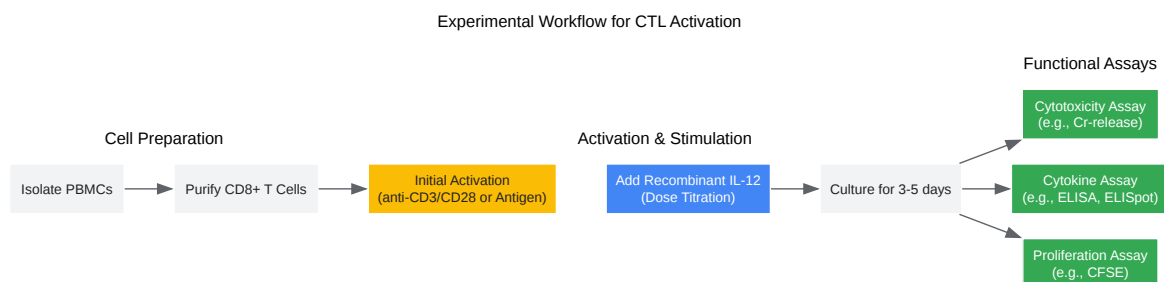 Experimental Workflow for CTL Activation
Functional Assays
Cytotoxicity Assay
(e.g., Cr-release)
Cell Preparation
Activation & Stimulation
Isolate PBMCs
Purify CD8+ T Cells
Initial Activation
(anti-CD3/CD28 or Antigen)
Add Recombinant IL-12
(Dose Titration)
Culture for 3-5 days
Cytokine Assay
(e.g., ELISA, ELISpot)
Proliferation Assay
(e.g., CFSE)